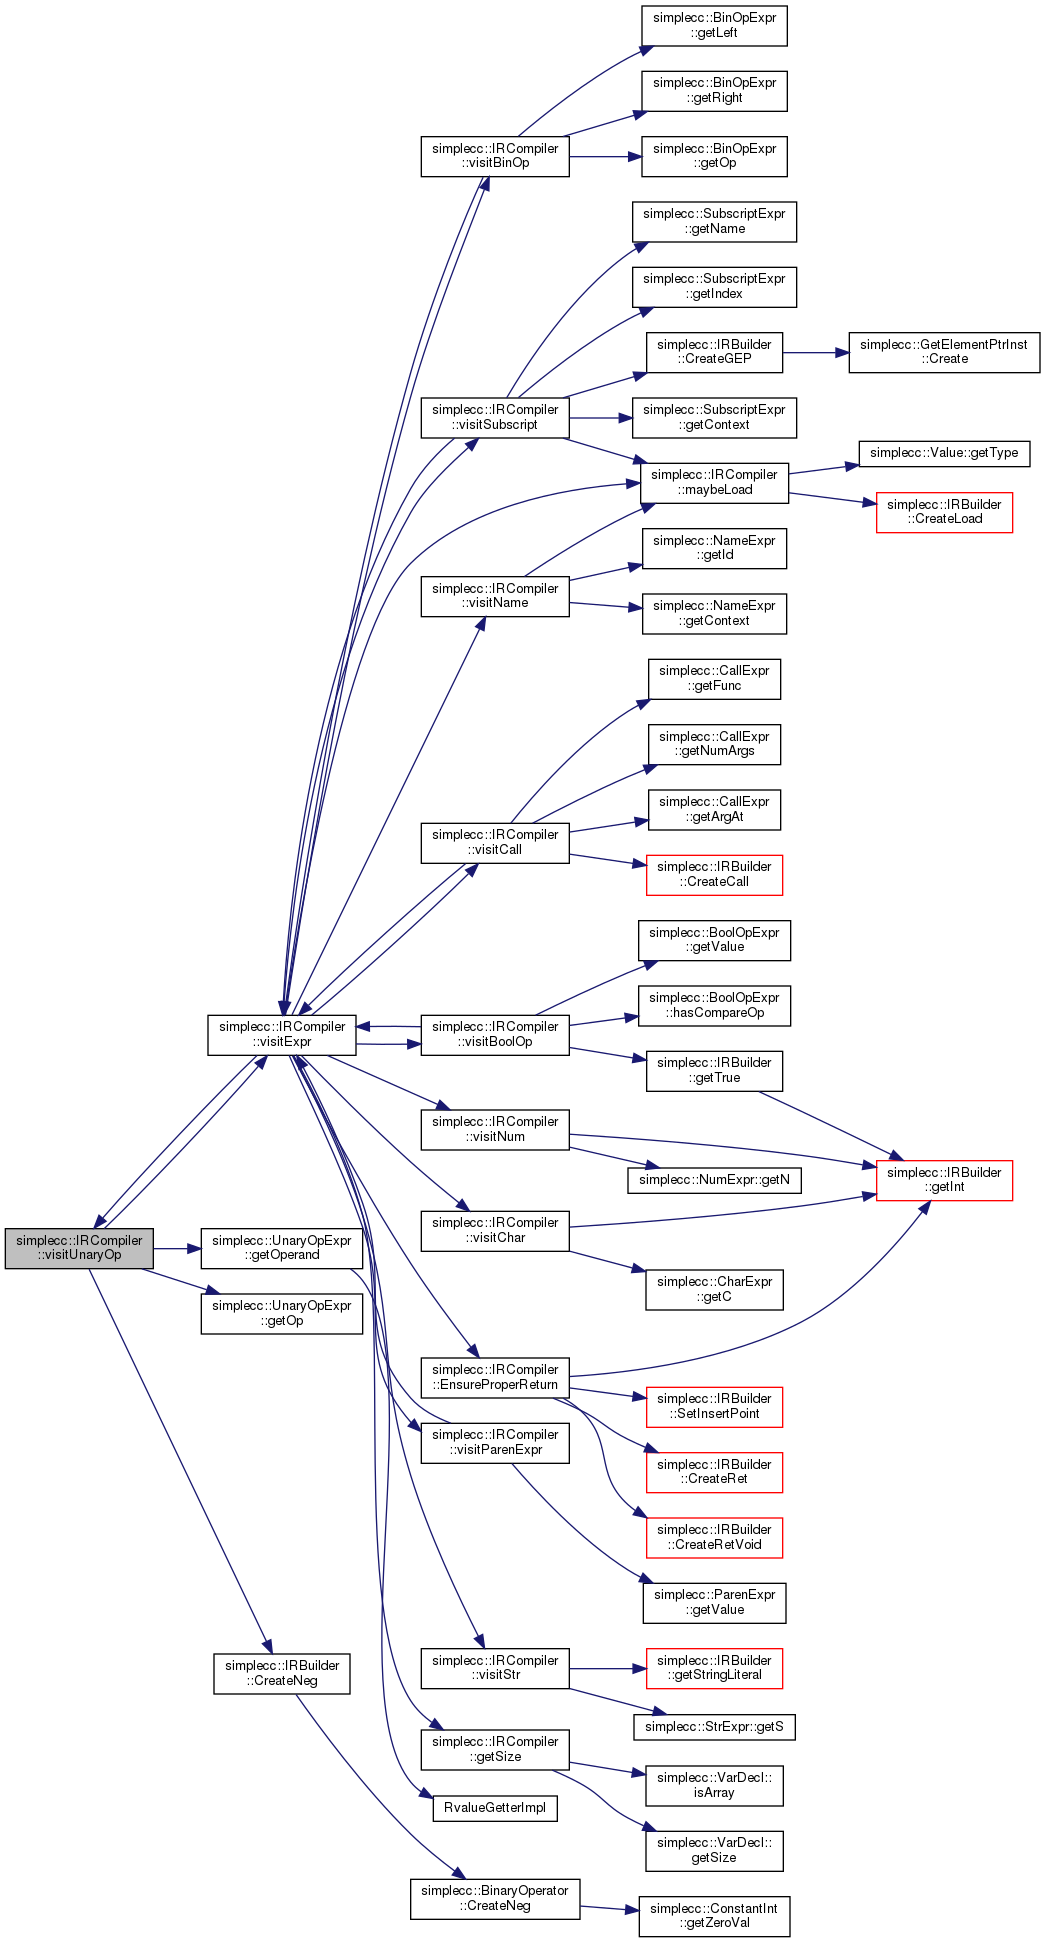 simplecc::BinOpExpr
::getLeft
simplecc::BinOpExpr
::getRight
simplecc::IRCompiler
::visitBinOp
simplecc::BinOpExpr
::getOp
simplecc::SubscriptExpr
::getName
simplecc::SubscriptExpr
::getIndex
simplecc::IRBuilder
::CreateGEP
simplecc::GetElementPtrInst
::Create
simplecc::IRCompiler
::visitSubscript
simplecc::SubscriptExpr
::getContext
simplecc::Value::getType
simplecc::IRCompiler
::maybeLoad
simplecc::IRBuilder
::CreateLoad
simplecc::NameExpr
::getId
simplecc::IRCompiler
::visitName
simplecc::NameExpr
::getContext
simplecc::CallExpr
::getFunc
simplecc::CallExpr
::getNumArgs
simplecc::CallExpr
::getArgAt
simplecc::IRCompiler
::visitCall
simplecc::IRBuilder
::CreateCall
simplecc::BoolOpExpr
::getValue
simplecc::BoolOpExpr
::hasCompareOp
simplecc::IRCompiler
::visitExpr
simplecc::IRCompiler
::visitBoolOp
simplecc::IRBuilder
::getTrue
simplecc::IRCompiler
::visitNum
simplecc::NumExpr::getN
simplecc::IRBuilder
::getInt
simplecc::IRCompiler
::visitChar
simplecc::IRCompiler
::visitUnaryOp
simplecc::UnaryOpExpr
::getOperand
simplecc::CharExpr
::getC
simplecc::UnaryOpExpr
::getOp
simplecc::IRCompiler
::EnsureProperReturn
simplecc::IRBuilder
::SetInsertPoint
simplecc::IRCompiler
::visitParenExpr
simplecc::IRBuilder
::CreateRet
simplecc::IRBuilder
::CreateRetVoid
simplecc::ParenExpr
::getValue
simplecc::IRBuilder
::CreateNeg
simplecc::IRCompiler
::visitStr
simplecc::IRBuilder
::getStringLiteral
simplecc::StrExpr::getS
simplecc::IRCompiler
::getSize
simplecc::VarDecl::
isArray
RvalueGetterImpl
simplecc::VarDecl::
getSize
simplecc::BinaryOperator
::CreateNeg
simplecc::ConstantInt
::getZeroVal